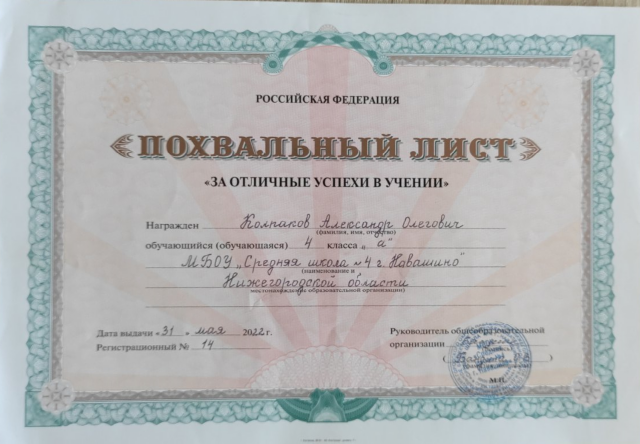 РОССИЙСКАЯ ФЕДЕРАЦИЯ
ПОХВАЛЬНЫЙ ЛИСТ
«ЗА ОТЛИЧНЫЕ УСПЕХИ В УЧЕНИИ»
Награжден Колпаков Александр Олегович
(фамилия, имя, отчество)
обучающийся (обучающаяся) 4 класса „а"
МБОУ „Средняя школа №4 г. Навашино"
(наименование и
Нижегородской области
местонахождение образовательной организации)
Дата выдачи «31» мая 2022 г.
Руководитель общеобразовательной
Регистрационный № 14
организации
М.П.